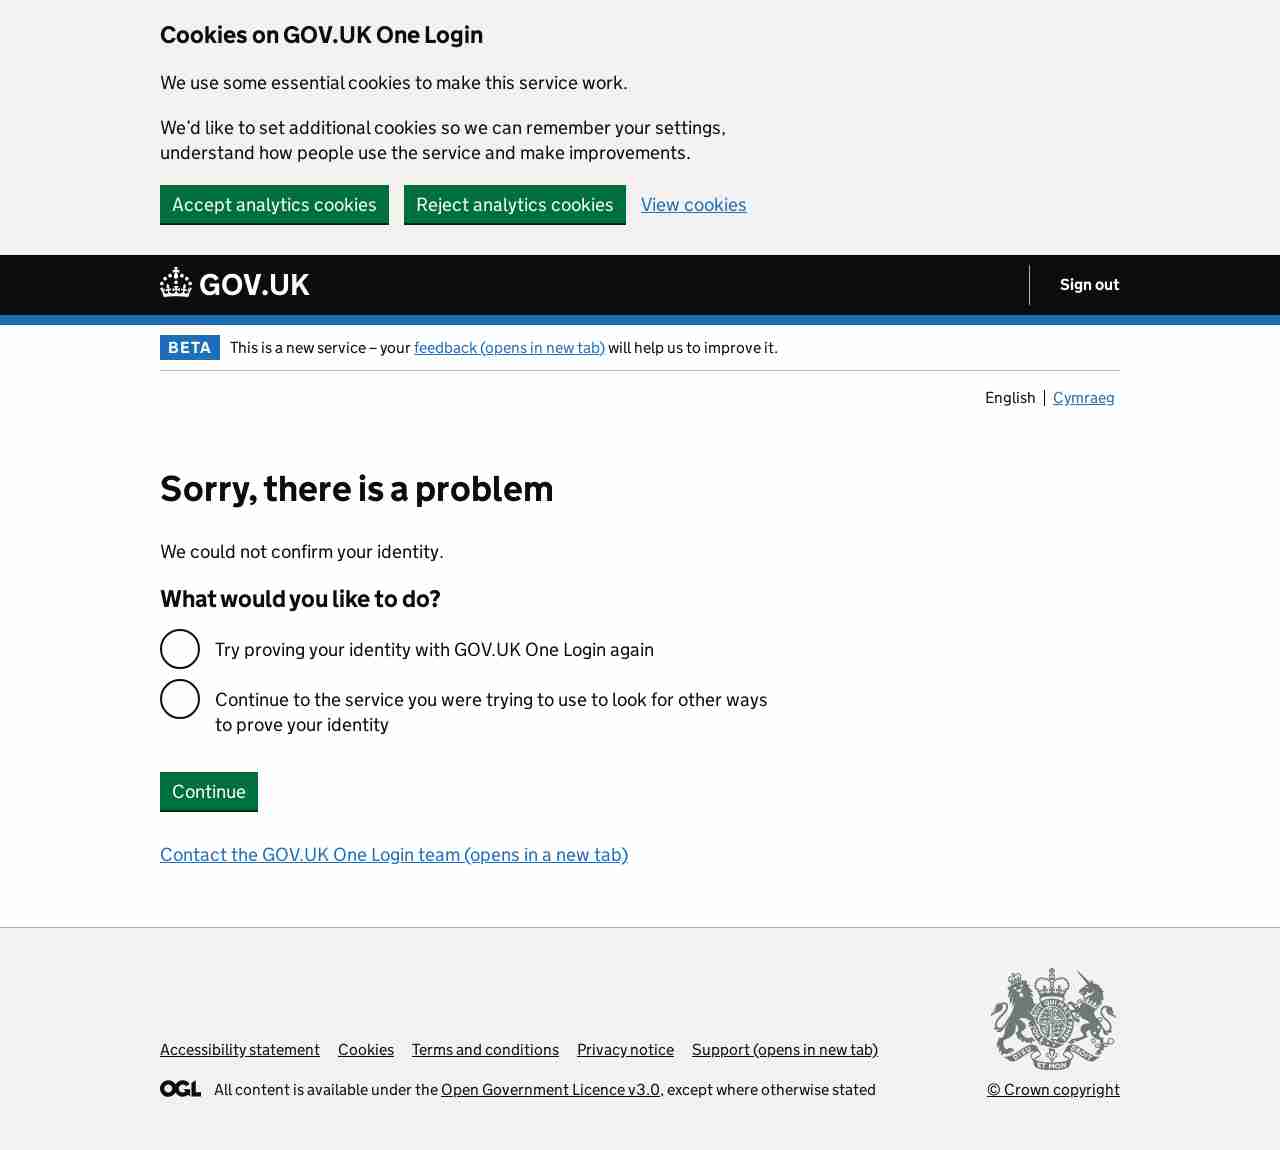 Cookies on GOV.UK One Login
We use some essential cookies to make this service work.
We’d like to set additional cookies so we can remember your settings,
understand how people use the service and make improvements.
Accept analytics cookies Reject analytics cookies View cookies
GOV.UK Sign out
BETA This is a new service – your feedback (opens in new tab) will help us to improve it.
English Cymraeg
Sorry, there is a problem
We could not confirm your identity.
What would you like to do?
Try proving your identity with GOV.UK One Login again
Continue to the service you were trying to use to look for other ways
to prove your identity
Continue
Contact the GOV.UK One Login team (opens in a new tab)
Accessibility statement Cookies Terms and conditions Privacy notice Support (opens in new tab)
OGL All content is available under the Open Government Licence v3.0, except where otherwise stated
© Crown copyright